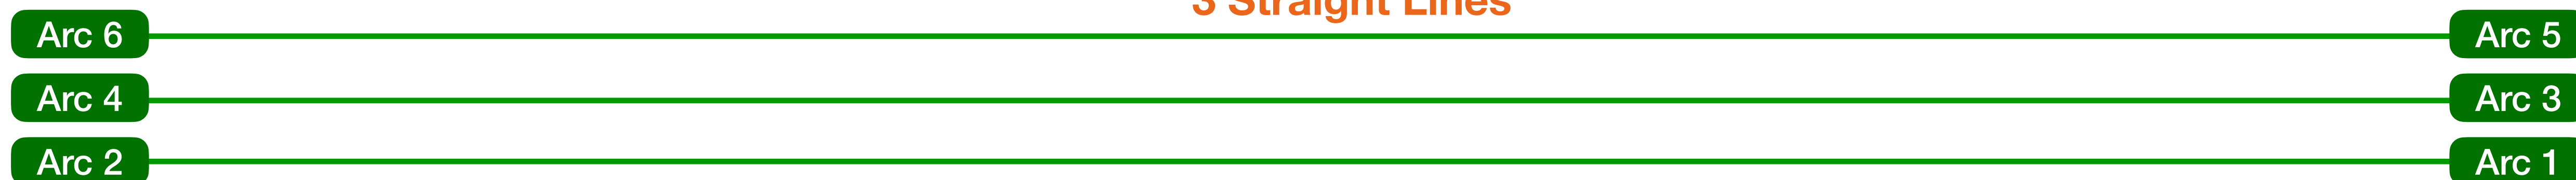 3 Straight Lines
Arc 6 Arc 5
Arc 4 Arc 3
Arc 2 Arc 1